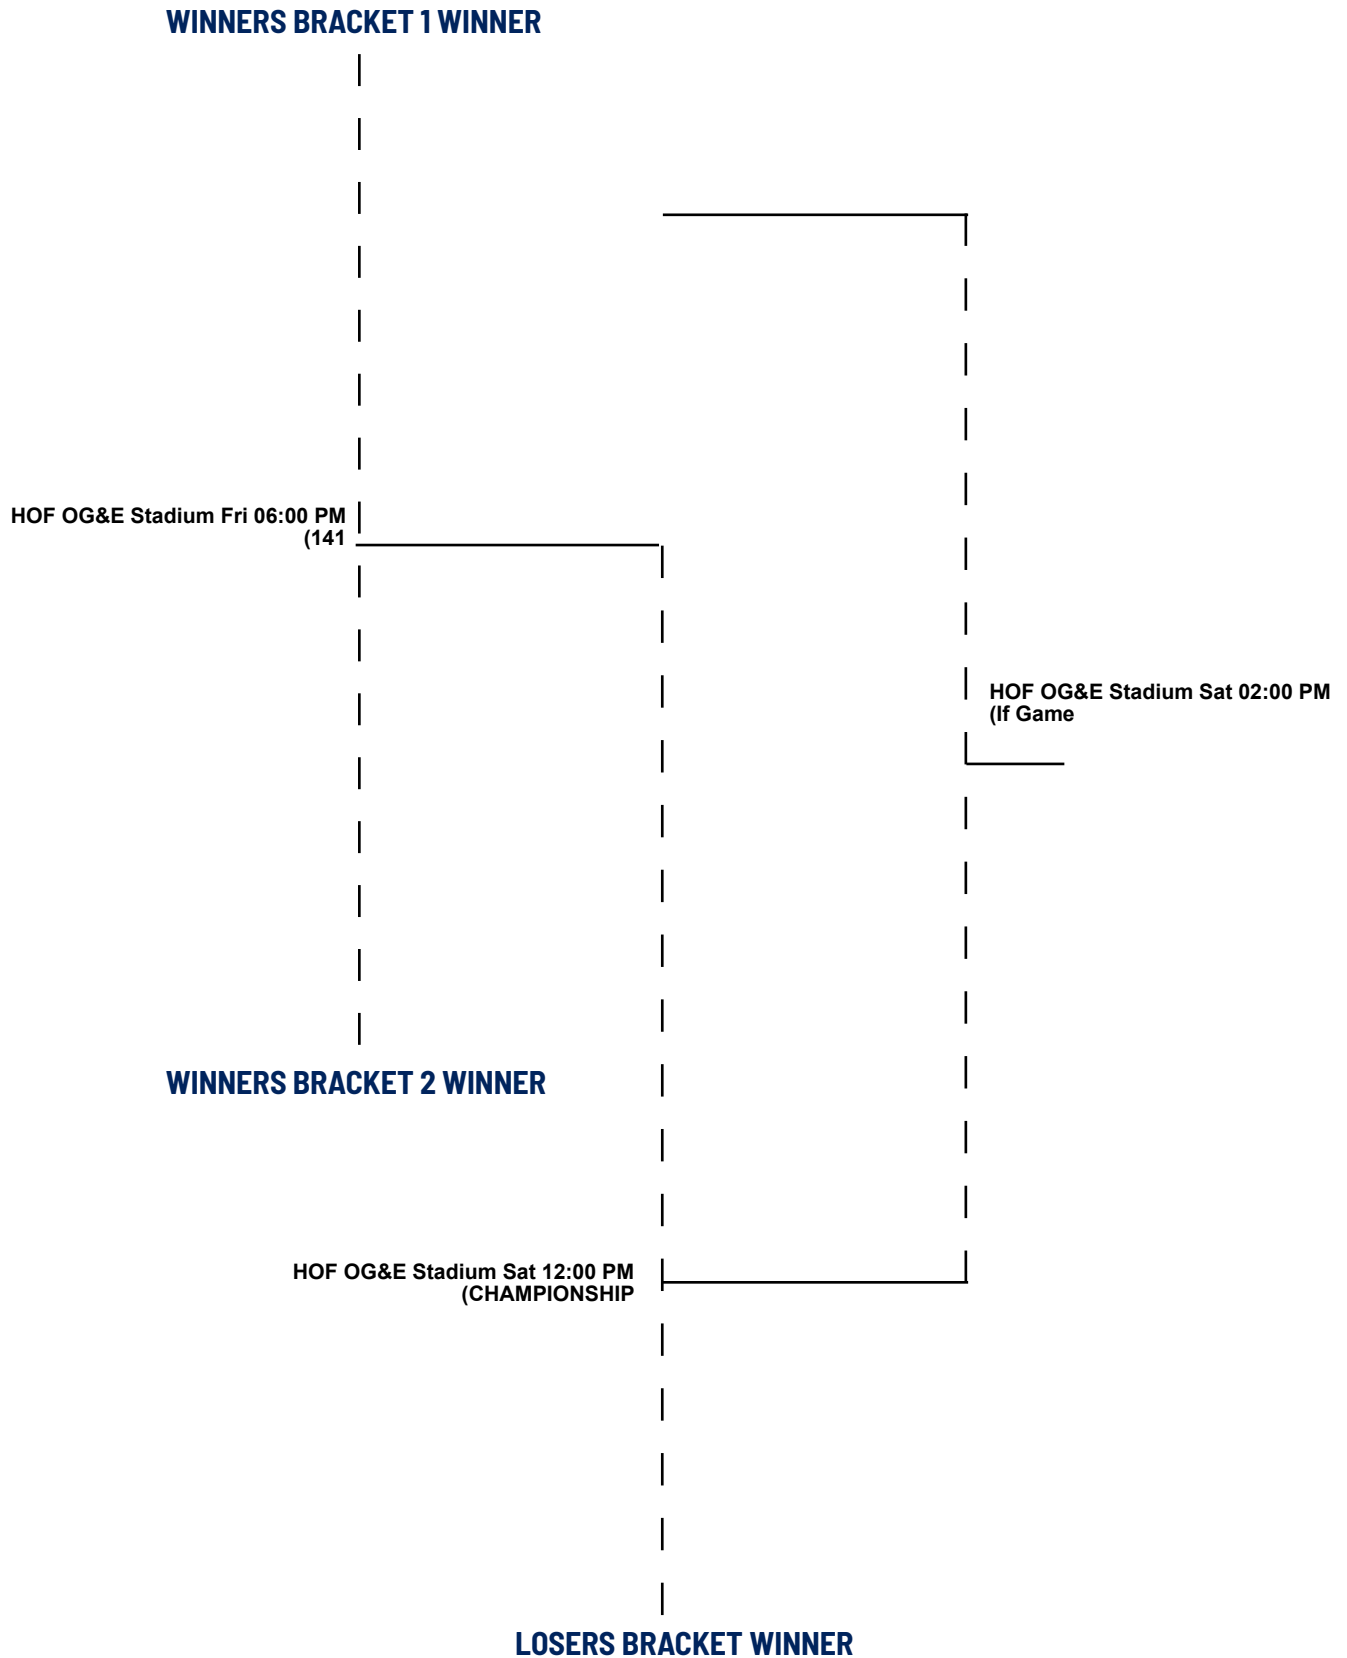 WINNERS BRACKET 1 WINNER
HOF OG&E Stadium Fri 06:00 PM
(141
HOF OG&E Stadium Sat 02:00 PM
(If Game
WINNERS BRACKET 2 WINNER
HOF OG&E Stadium Sat 12:00 PM
(CHAMPIONSHIP
LOSERS BRACKET WINNER